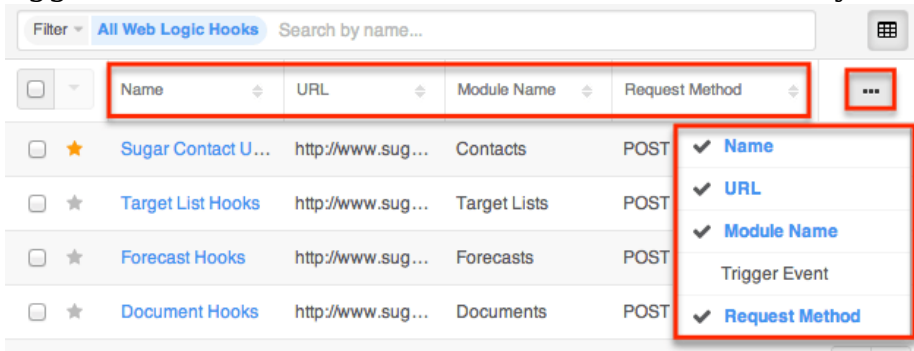 Filter All Web Logic Hooks Search by name...
Name URL Module Name Request Method
Sugar Contact U... http://www.sug... Contacts POST
Name
URL
Target List Hooks http://www.sug... Target Lists POST
Module Name
Forecast Hooks http://www.sug... Forecasts POST
Trigger Event
Document Hooks http://www.sug... Documents POST
Request Method